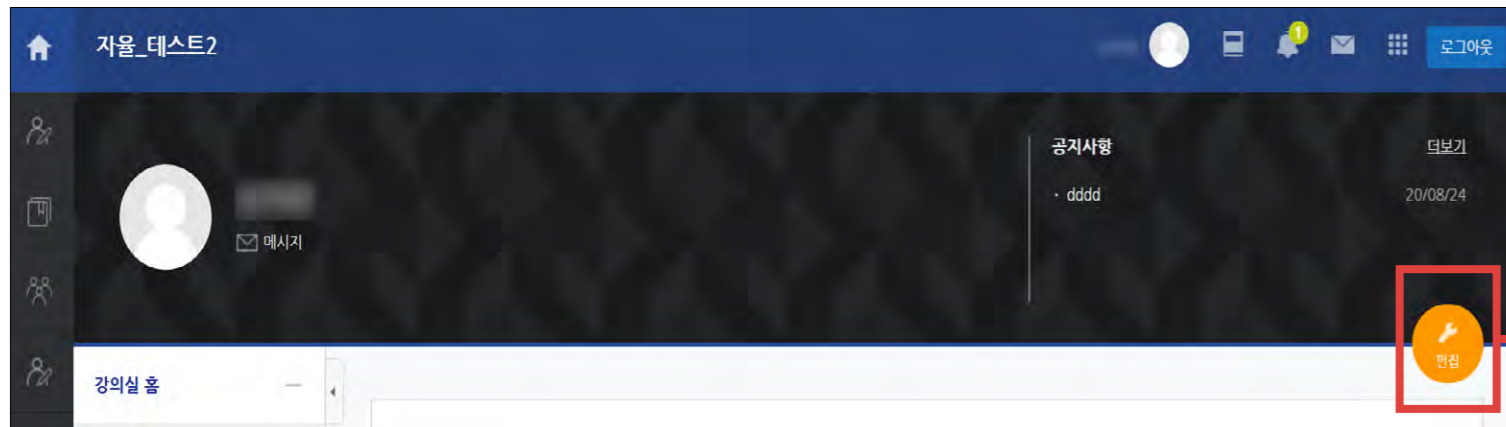 자율_테스트2
1
로그아웃
공지사항
더보기
· dddd
20/08/24
메시지
편집
강의실 홈